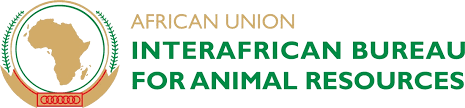 AFRICAN UNION
INTERAFRICAN BUREAU
FOR ANIMAL RESOURCES